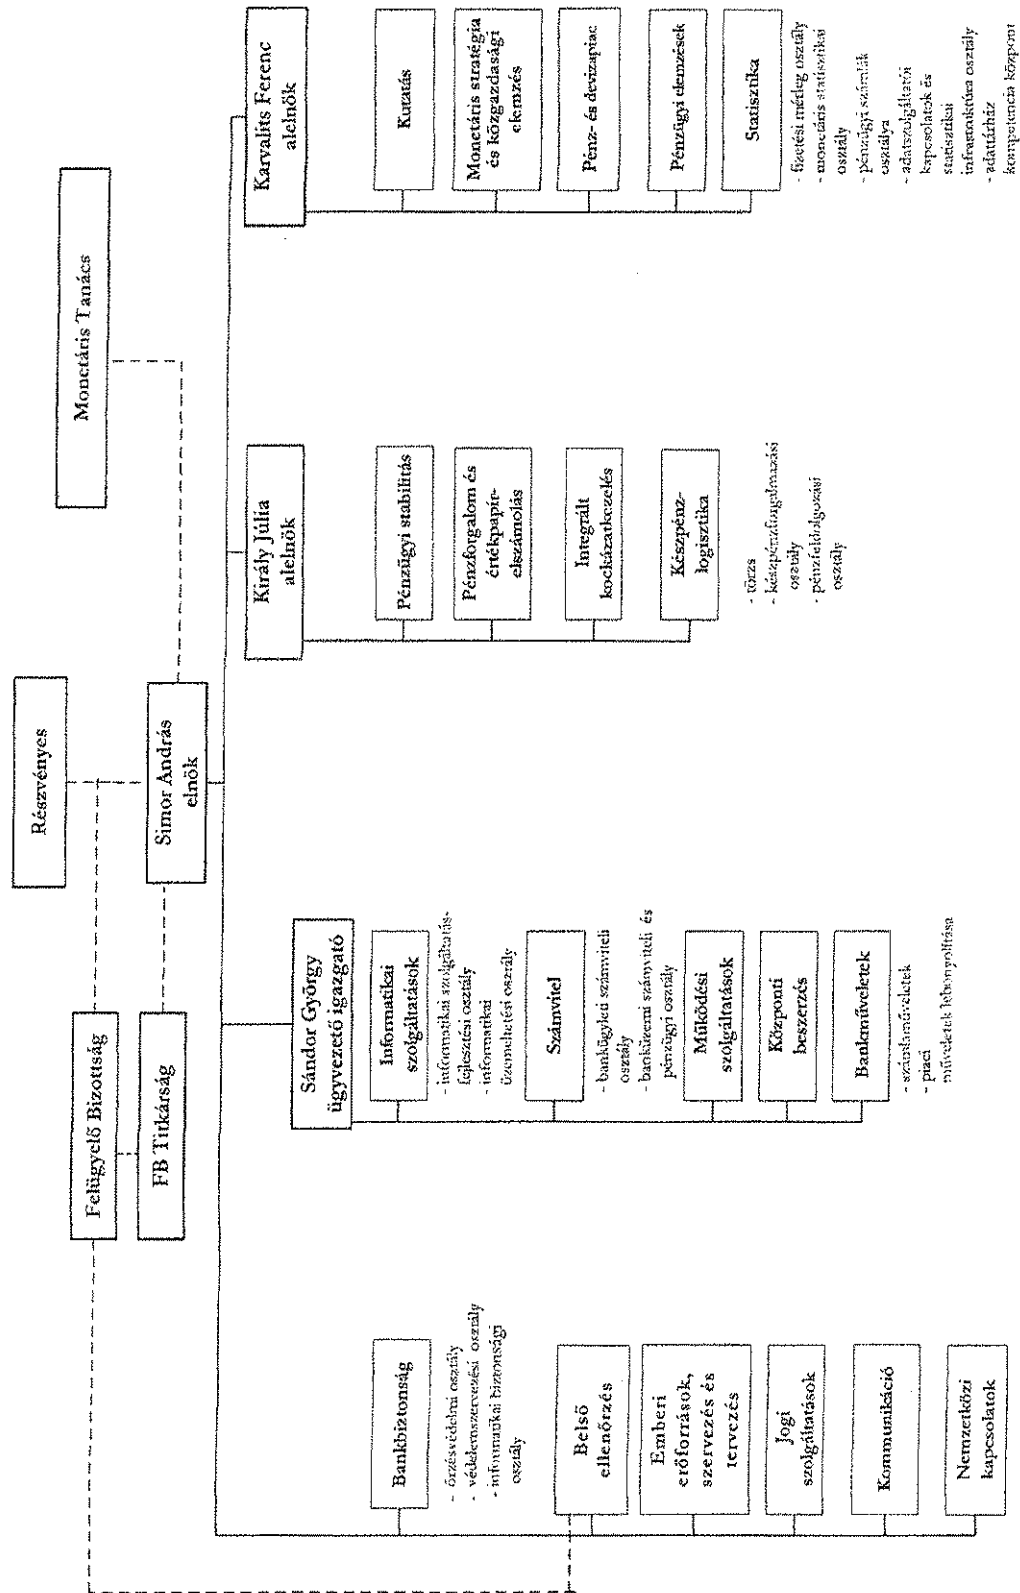 Részvényes
Felügyelő Bizottság
FB Titkárság
Simor András
elnök
Monetáris Tanács
Bankbiztonság
- őrzésvédelmi osztály
- védelemszervezési osztály
- informatikai biztonsági
osztály
Belső
ellenőrzés
Emberi
erőforrások,
szervezés és
tervezés
Jogi
szolgáltatások
Kommunikáció
Nemzetközi
kapcsolatok
Sándor György
ügyvezető igazgató
Informatikai
szolgáltatások
- informatikai szolgáltatás-
fejlesztési osztály
- informatikai
üzemeltetési osztály
Számvitel
- bankügyleti számviteli
osztály
- banküzemi számviteli és
pénzügyi osztály
Működési
szolgáltatások
Központi
beszerzés
Bankműveletek
- számlaműveletek
- piaci
műveletek lebonyolítása
Király Júlia
alelnök
Pénzügyi stabilitás
Pénzforgalom és
értékpapír-
elszámolás
Integrált
kockázatkezelés
Készpénz-
logisztika
- törzs
- készpénzforgalmazási
osztály
- pénzfeldolgozási
osztály
Karvalits Ferenc
alelnök
Kutatás
Monetáris stratégia
és közgazdasági
elemzés
Pénz- és devizapiac
Pénzügyi elemzések
Statisztika
- fizetési mérleg osztály
- monetáris statisztikai
osztály
- pénzügyi számlák
osztálya
- adatszolgáltatói
kapcsolatok és
statisztikai
infrastruktúra osztály
- adattárház
kompetencia központ